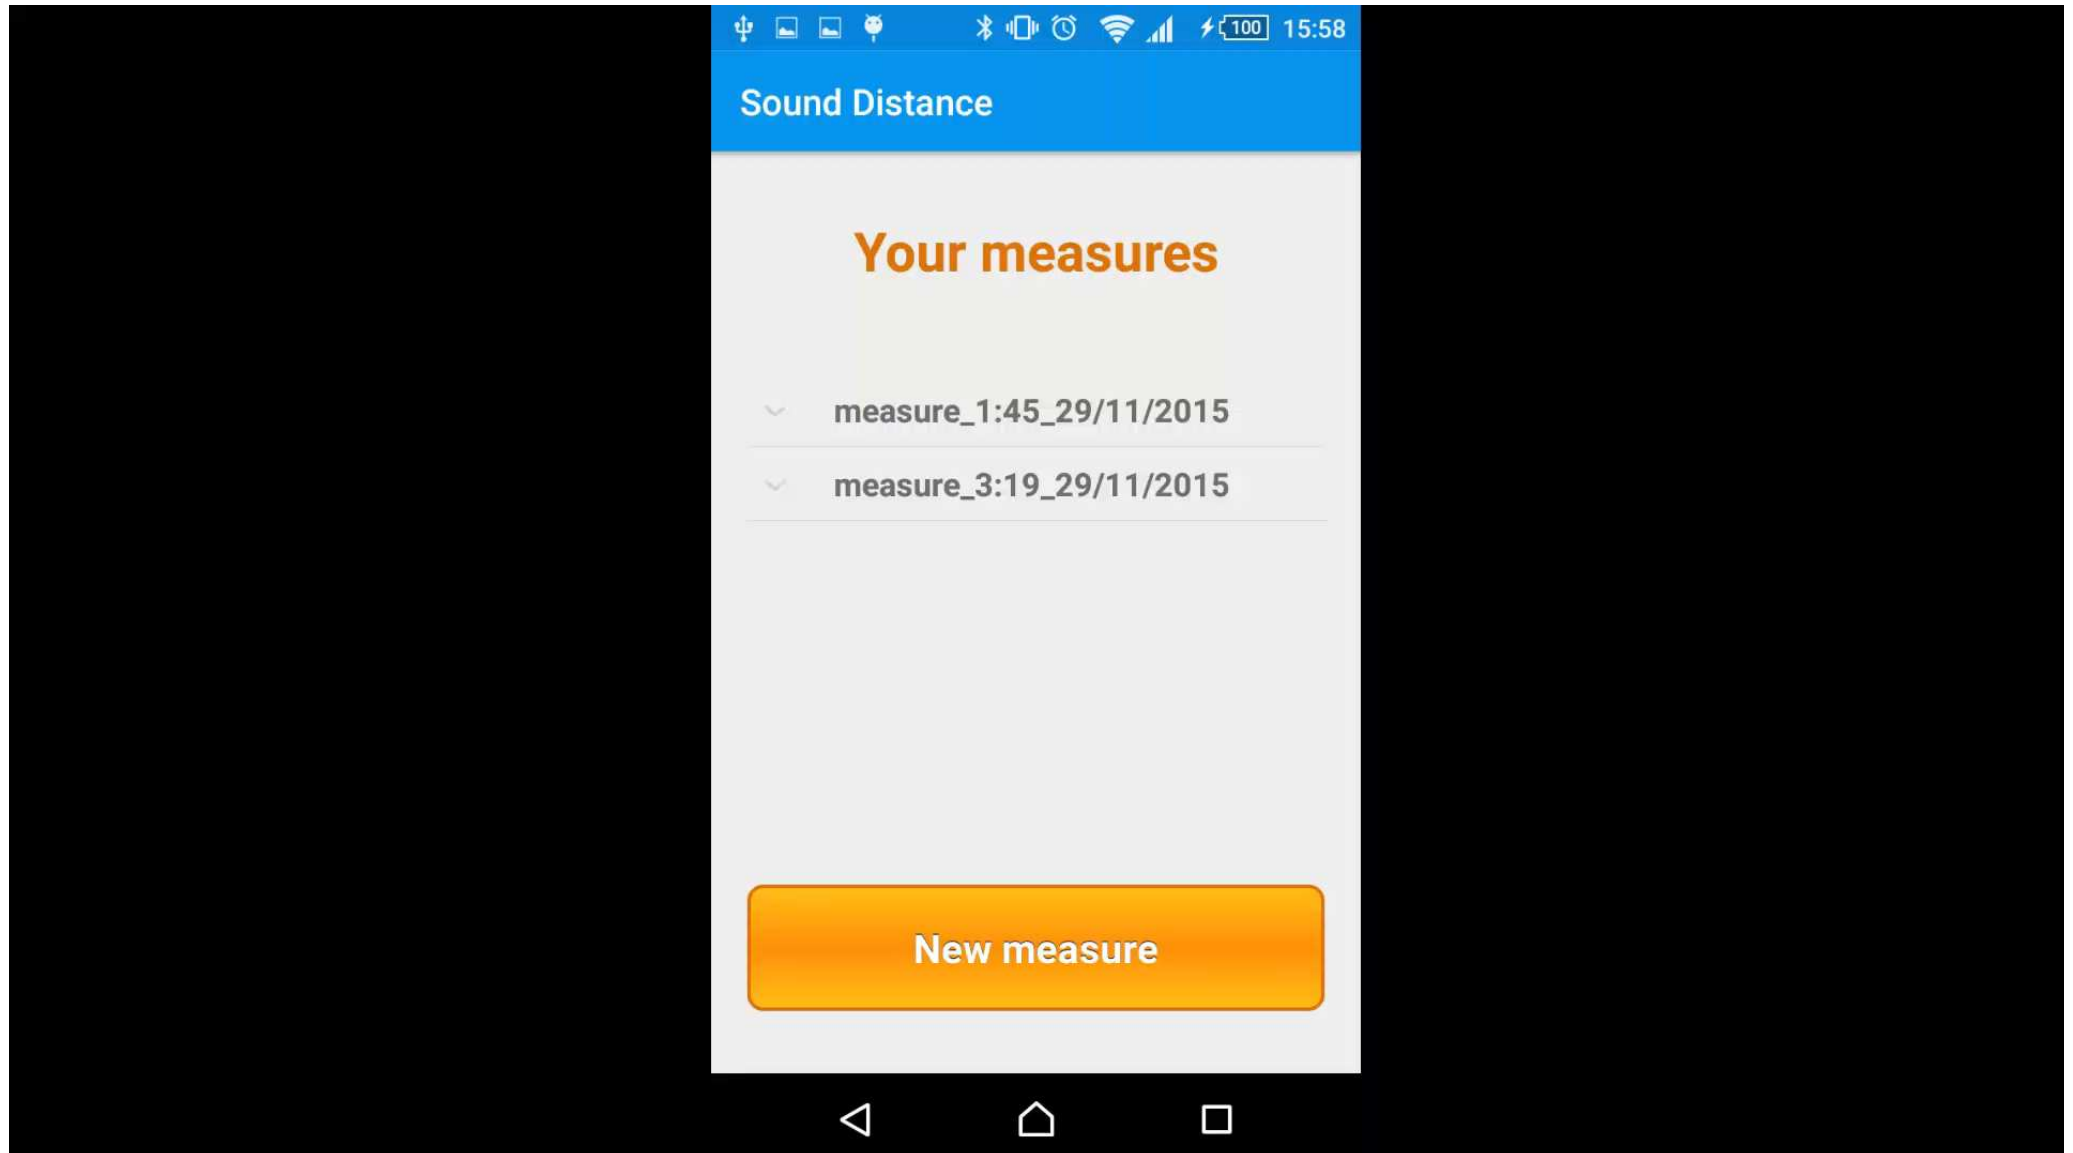 100 15:58
Sound Distance
Your measures
measure_1:45_29/11/2015
measure_3:19_29/11/2015
New measure